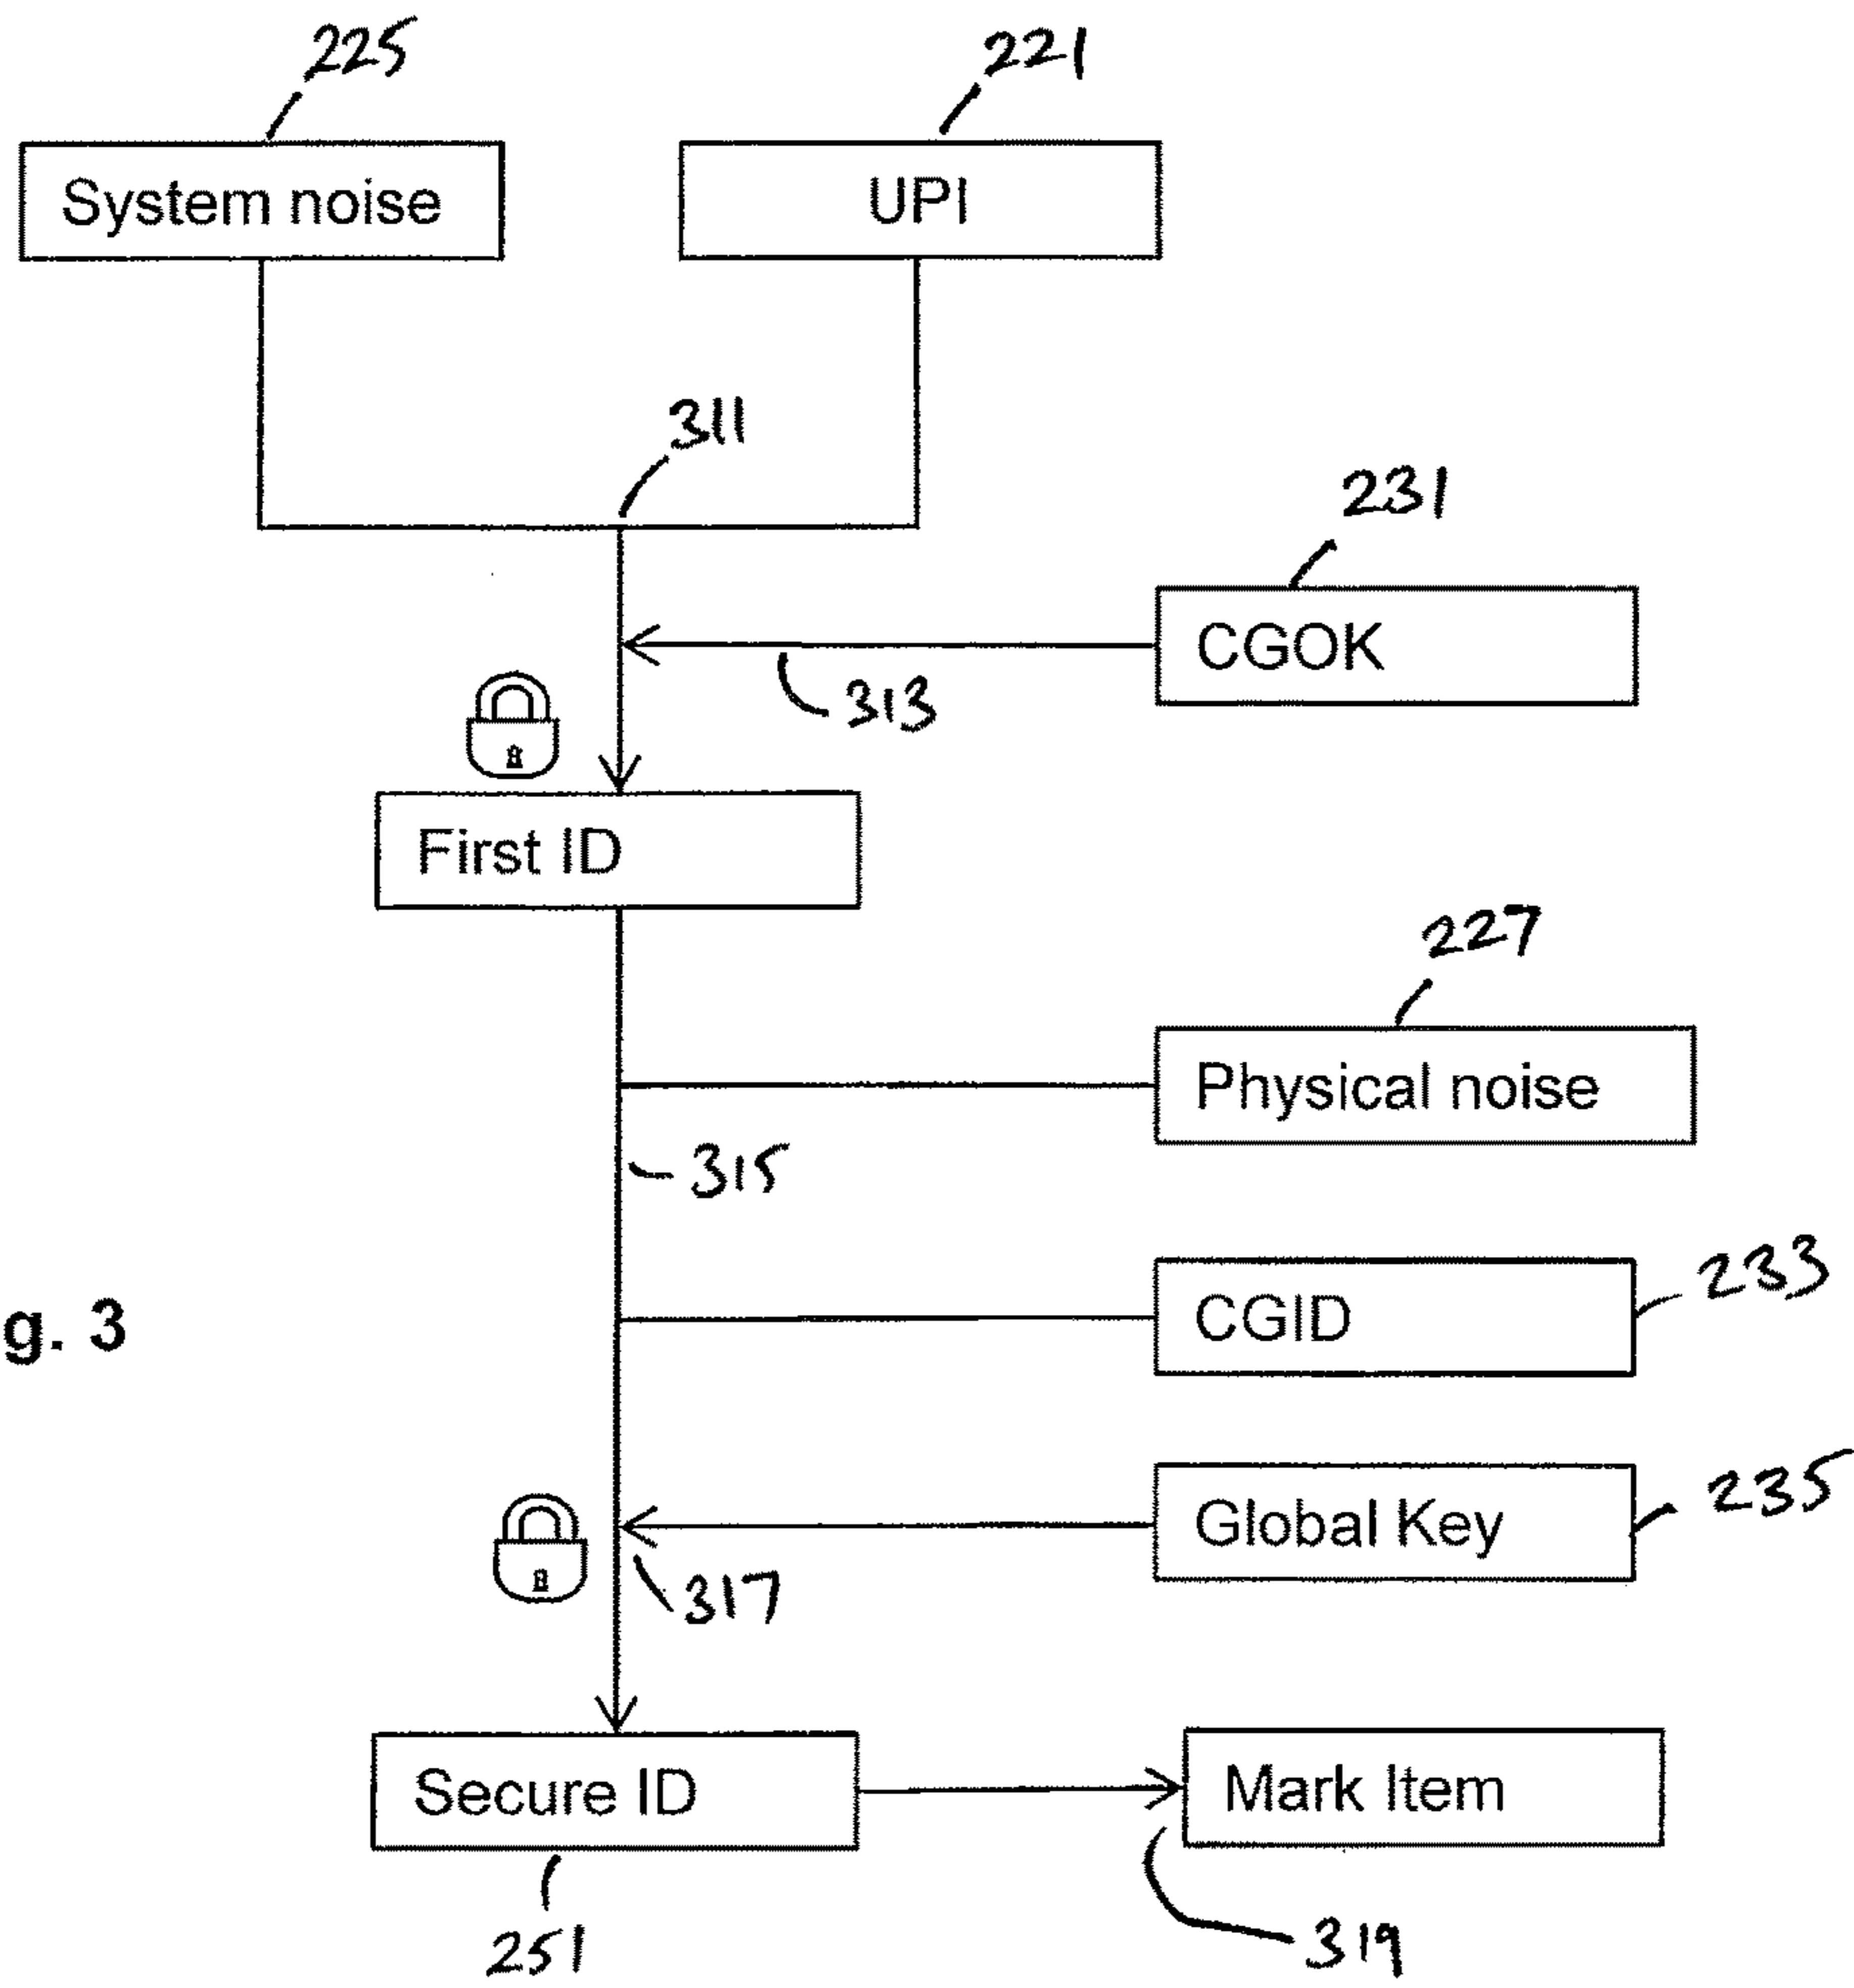 225
221
System noise
UPI
311
231
CGOK
313
First ID
227
Physical noise
315
233
CGID
g. 3
235
Global Key
317
Secure ID
Mark Item
251
319